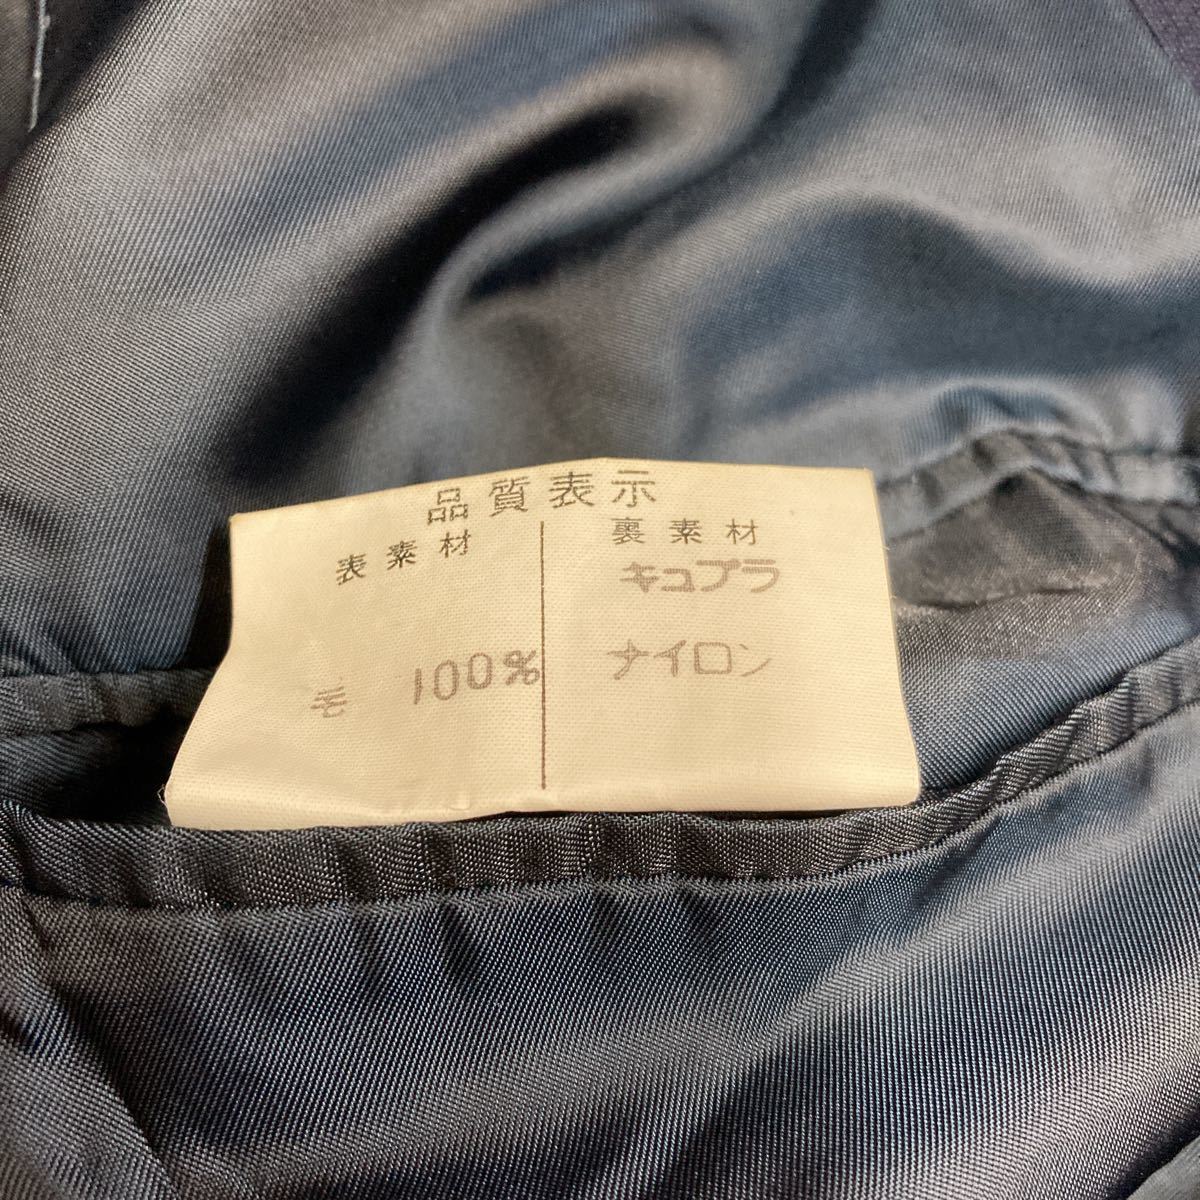 品質表示
表素材
毛 100%
裏素材
キュプラ
ナイロン